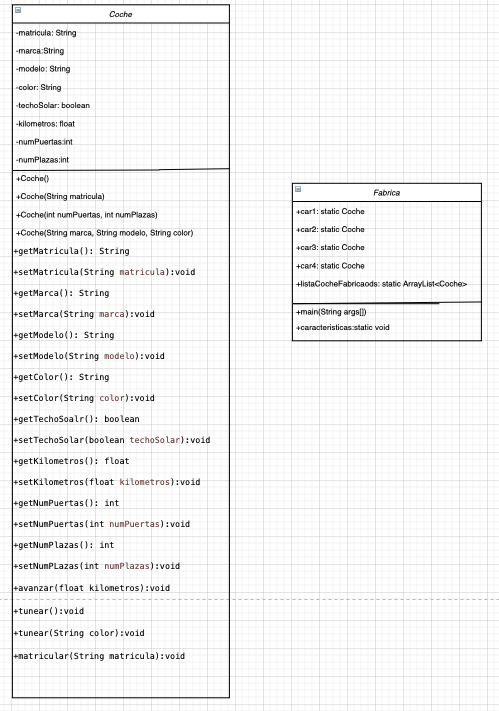 Coche
-matricula: String
-marca:String
-modelo: String
-color: String
-techoSolar: boolean
-kilometros: float
-numPuertas:int
-numPlazas:int
+Coche()
+Coche(String matricula)
+Coche(int numPuertas, int numPlazas)
+Coche(String marca, String modelo, String color)
+getMatricula(): String
+setMatricula(String matricula):void
+getMarca(): String
+setMarca(String marca):void
+getModelo(): String
+setModelo(String modelo):void
+getColor(): String
+setColor(String color):void
+getTechoSoalr(): boolean
+setTechoSolar(boolean techoSolar):void
+getKilometros(): float
+setKilometros(float kilometros):void
+getNumPuertas(): int
+setNumPuertas(int numPuertas):void
+getNumPlazas(): int
+setNumPLazas(int numPlazas):void
+avanzar(float kilometros):void
+tunear():void
+tunear(String color):void
+matricular(String matricula):void
Fabrica
+car1: static Coche
+car2: static Coche
+car3: static Coche
+car4: static Coche
+listaCocheFabricaods: static ArrayList<Coche>
+main(String args[])
+caracteristicas:static void